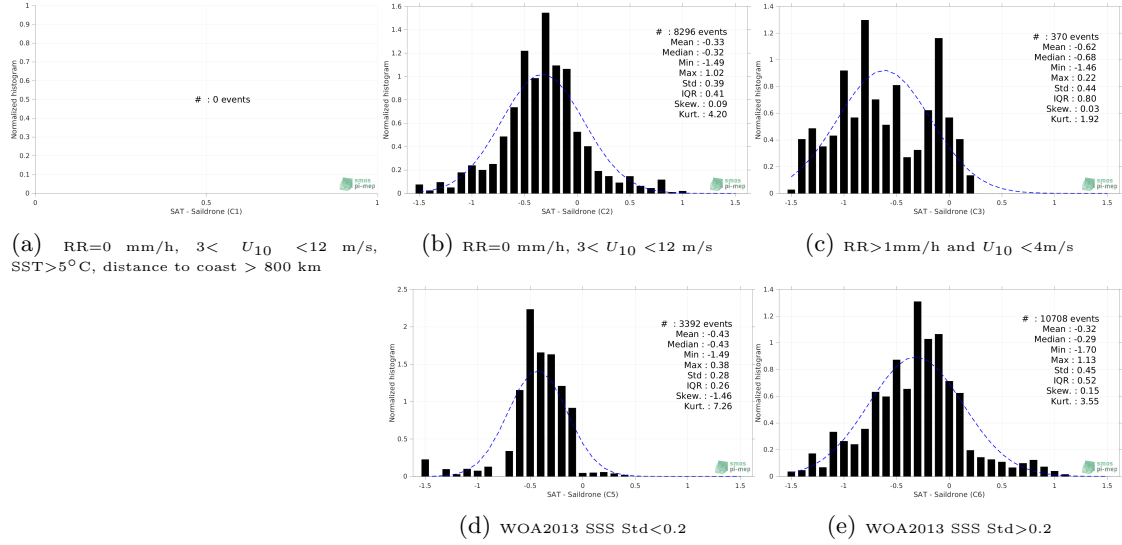 1
0.9
0.8
0.7
0.6
0.5
0.4
0.3
0.2
0.1
0
Normalized histogram
# : 0 events
0 0.5 1
SAT - Saildrone (C1)
smos
pi-mep
(a) RR=0 mm/h, 3< U10 <12 m/s,
SST>5°C, distance to coast > 800 km
1.6
1.4
1.2
1
0.8
0.6
0.4
0.2
0
Normalized histogram
# : 8296 events
Mean : -0.33
Median : -0.32
Min : -1.49
Max : 1.02
Std : 0.39
IQR : 0.41
Skew. : 0.09
Kurt. : 4.20
smos
pi-mep
-1.5 -1 -0.5 0 0.5 1 1.5
SAT - Saildrone (C2)
(b) RR=0 mm/h, 3< U10 <12 m/s
1.4
1.2
1
0.8
0.6
0.4
0.2
0
Normalized histogram
# : 370 events
Mean : -0.62
Median : -0.68
Min : -1.46
Max : 0.22
Std : 0.44
IQR : 0.80
Skew. : 0.03
Kurt. : 1.92
smos
pi-mep
-1.5 -1 -0.5 0 0.5 1 1.5
SAT - Saildrone (C3)
(c) RR>1mm/h and U10 <4m/s
2.5
2
1.5
1
0.5
0
Normalized histogram
# : 3392 events
Mean : -0.43
Median : -0.43
Min : -1.49
Max : 0.38
Std : 0.28
IQR : 0.26
Skew. : -1.46
Kurt. : 7.26
smos
pi-mep
-1.5 -1 -0.5 0 0.5 1 1.5
SAT - Saildrone (C5)
(d) WOA2013 SSS Std<0.2
1.4
1.2
1
0.8
0.6
0.4
0.2
0
Normalized histogram
# : 10708 events
Mean : -0.32
Median : -0.29
Min : -1.70
Max : 1.13
Std : 0.45
IQR : 0.52
Skew. : 0.15
Kurt. : 3.55
smos
pi-mep
-1.5 -1 -0.5 0 0.5 1 1.5
SAT - Saildrone (C6)
(e) WOA2013 SSS Std>0.2